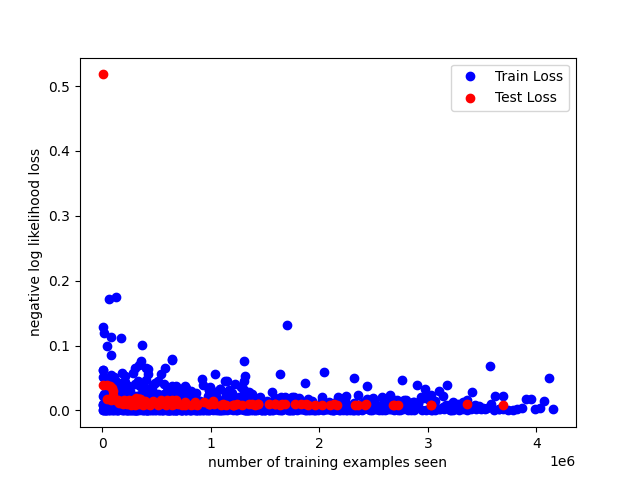 Train Loss
Test Loss
negative log likelihood loss
0.5
0.4
0.3
0.2
0.1
0.0
0 1 2 3 4
1e6
number of training examples seen